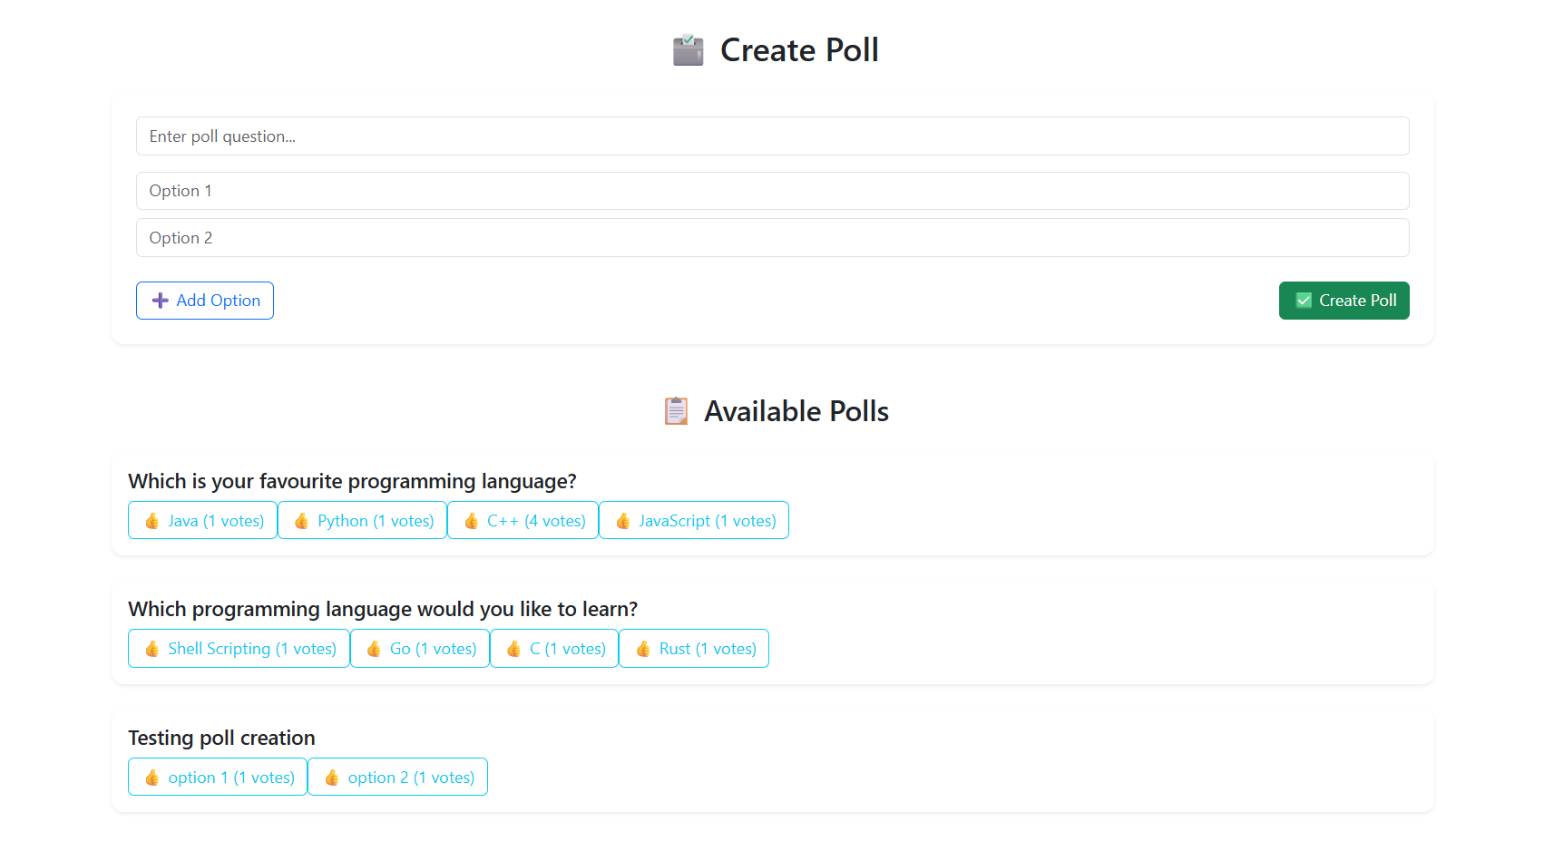 Create Poll
Enter poll question...
Option 1
Option 2
Add Option
Create Poll
Available Polls
Which is your favourite programming language?
Java (1 votes) Python (1 votes) C++ (4 votes) JavaScript (1 votes)
Which programming language would you like to learn?
Shell Scripting (1 votes) Go (1 votes) C (1 votes) Rust (1 votes)
Testing poll creation
option 1 (1 votes) option 2 (1 votes)